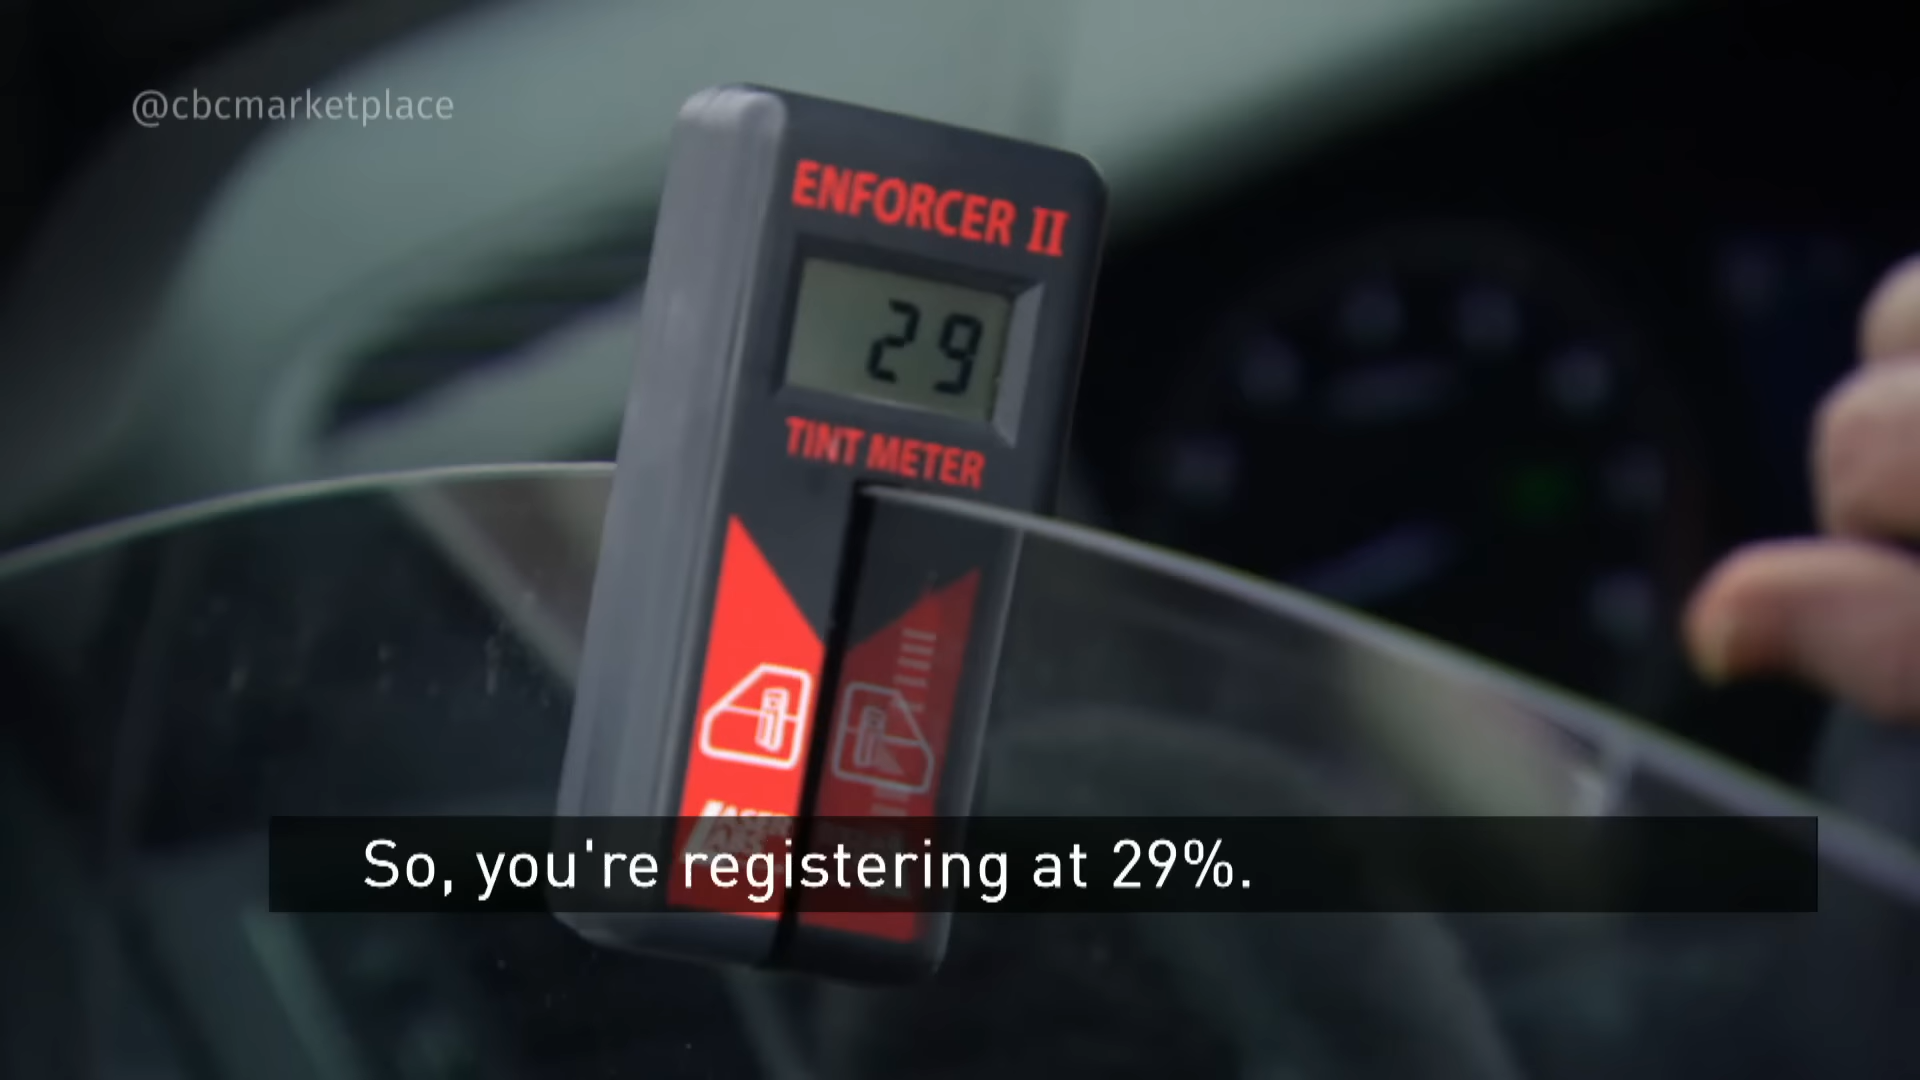 @cbcmarketplace
ENFORCER II
29
TINT METER
So, you're registering at 29%.